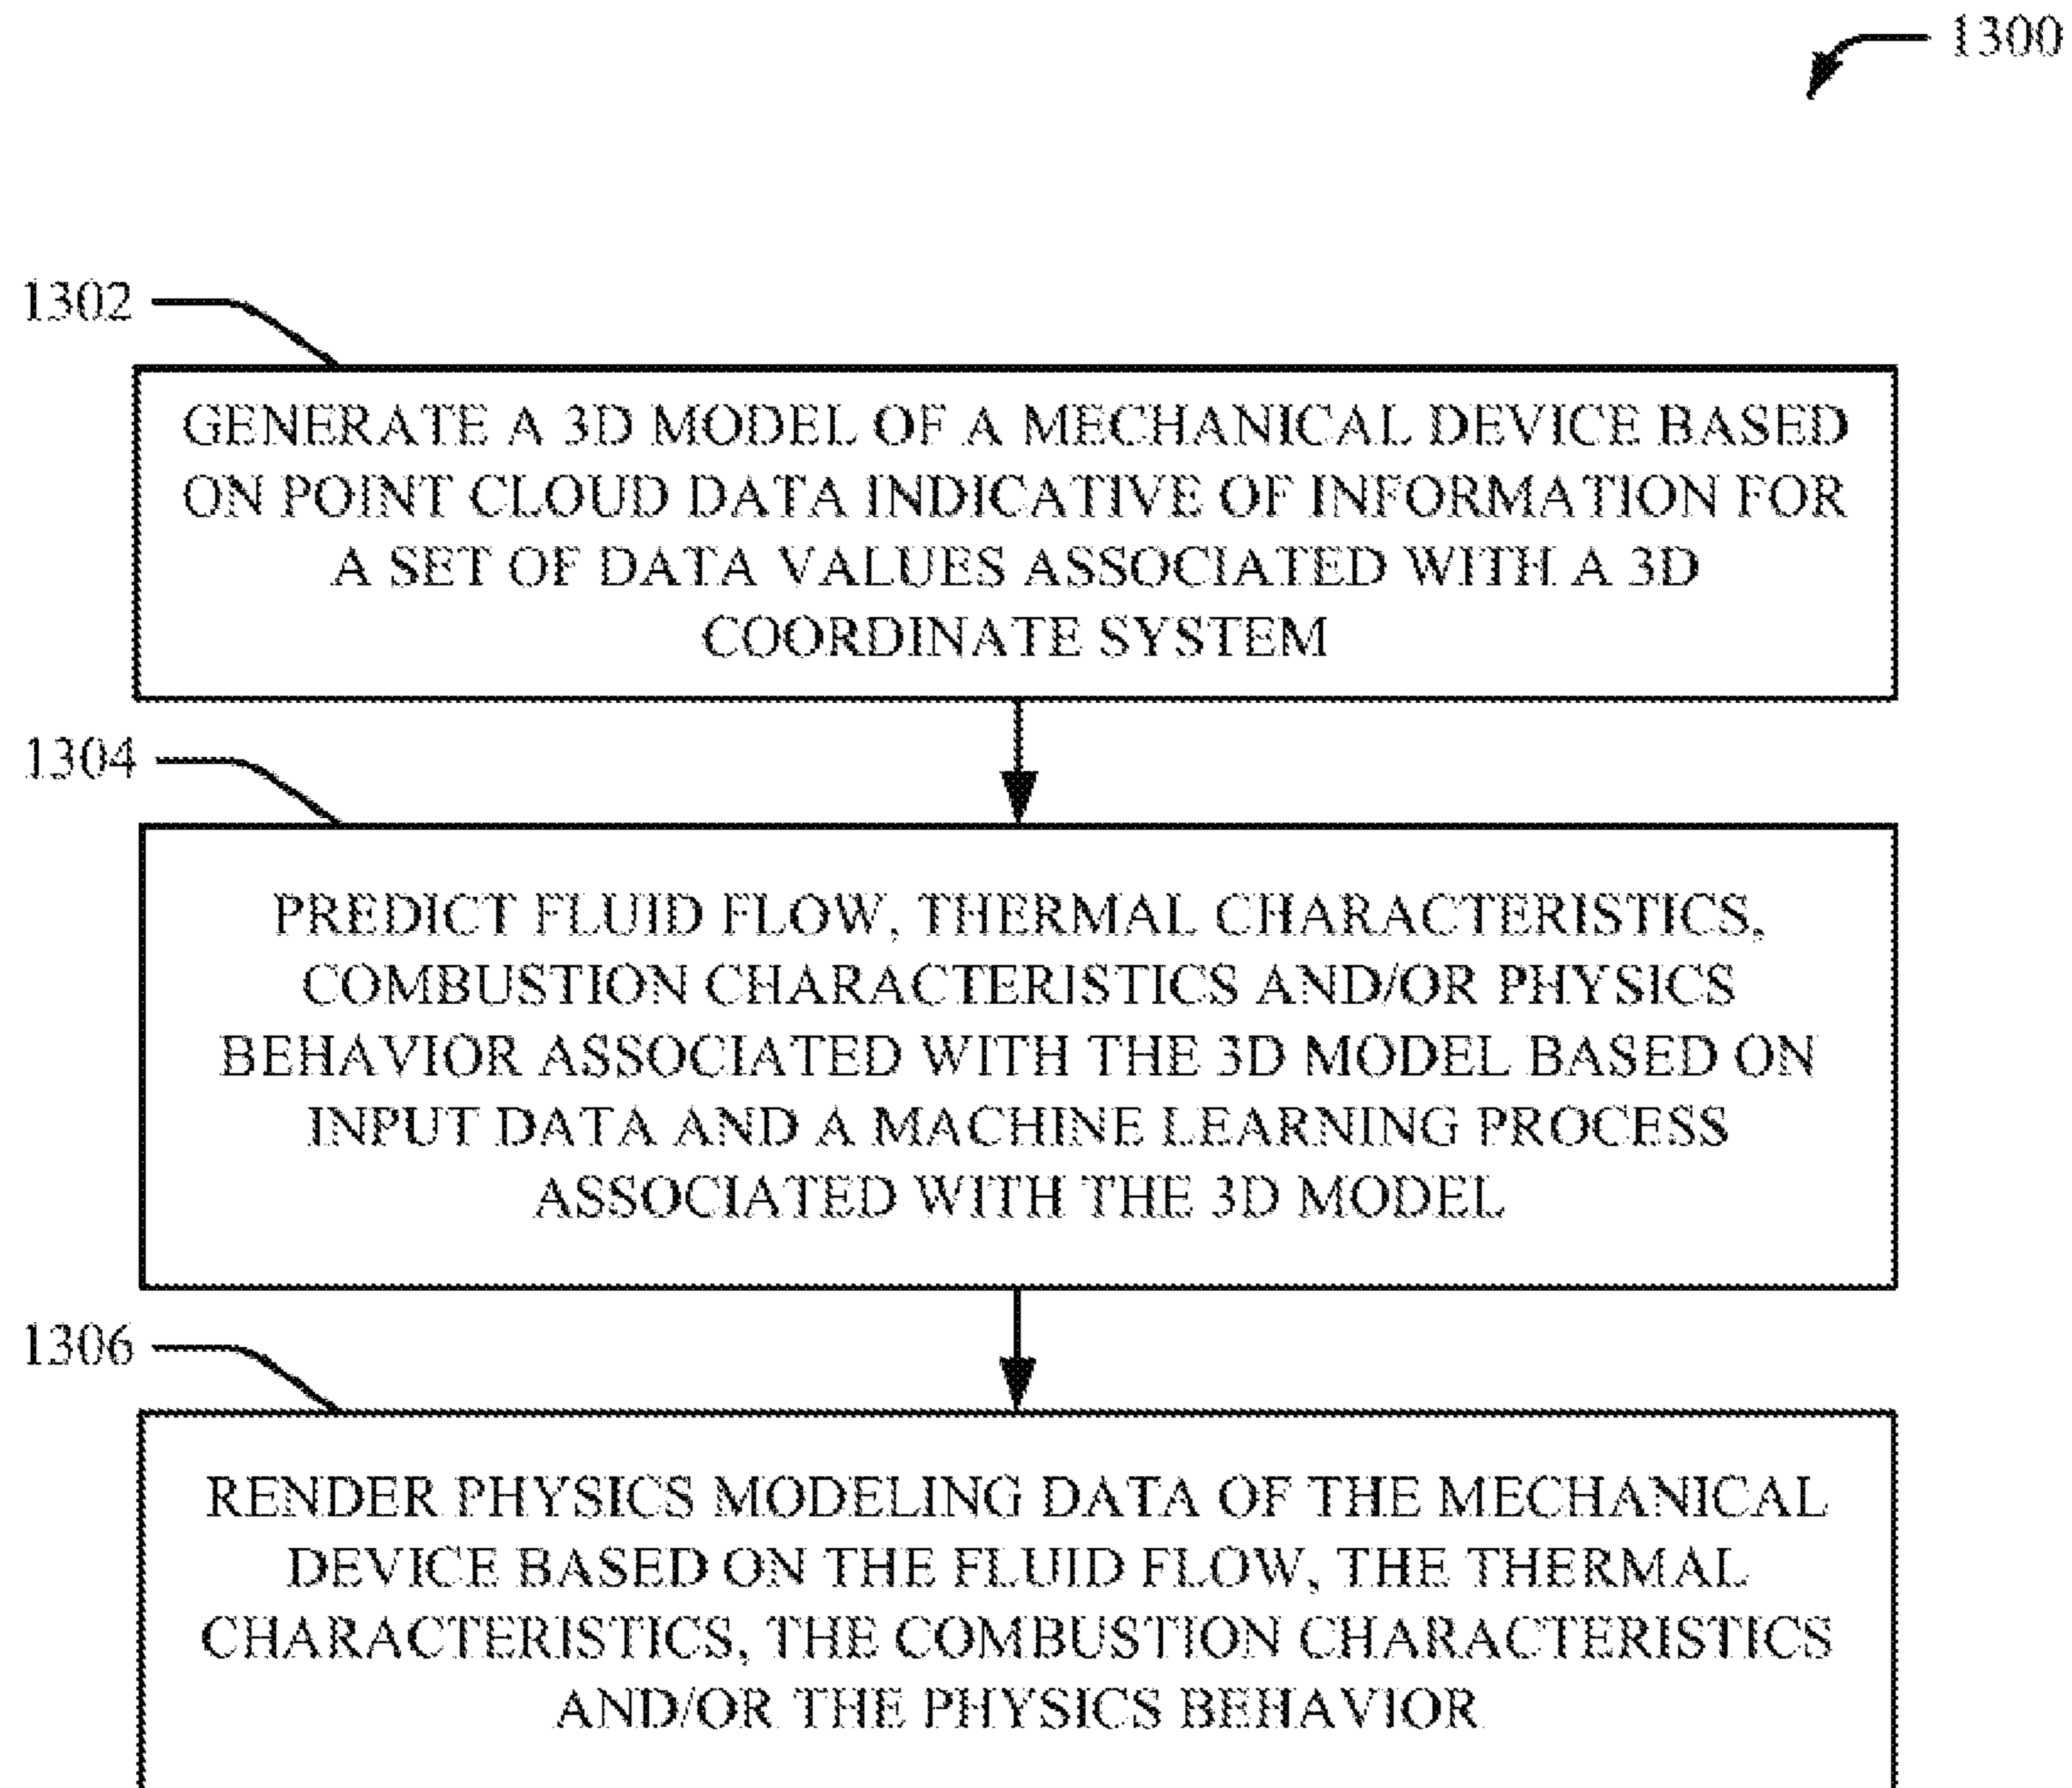 1300
1302
GENERATE A 3D MODEL OF A MECHANICAL DEVICE BASED
ON POINT CLOUD DATA INDICATIVE OF INFORMATION FOR
A SET OF DATA VALUES ASSOCIATED WITH A 3D
COORDINATE SYSTEM
1304
PREDICT FLUID FLOW, THERMAL CHARACTERISTICS,
COMBUSTION CHARACTERISTICS AND/OR PHYSICS
BEHAVIOR ASSOCIATED WITH THE 3D MODEL BASED ON
INPUT DATA AND A MACHINE LEARNING PROCESS
ASSOCIATED WITH THE 3D MODEL
1306
RENDER PHYSICS MODELING DATA OF THE MECHANICAL
DEVICE BASED ON THE FLUID FLOW, THE THERMAL
CHARACTERISTICS, THE COMBUSTION CHARACTERISTICS
AND/OR THE PHYSICS BEHAVIOR